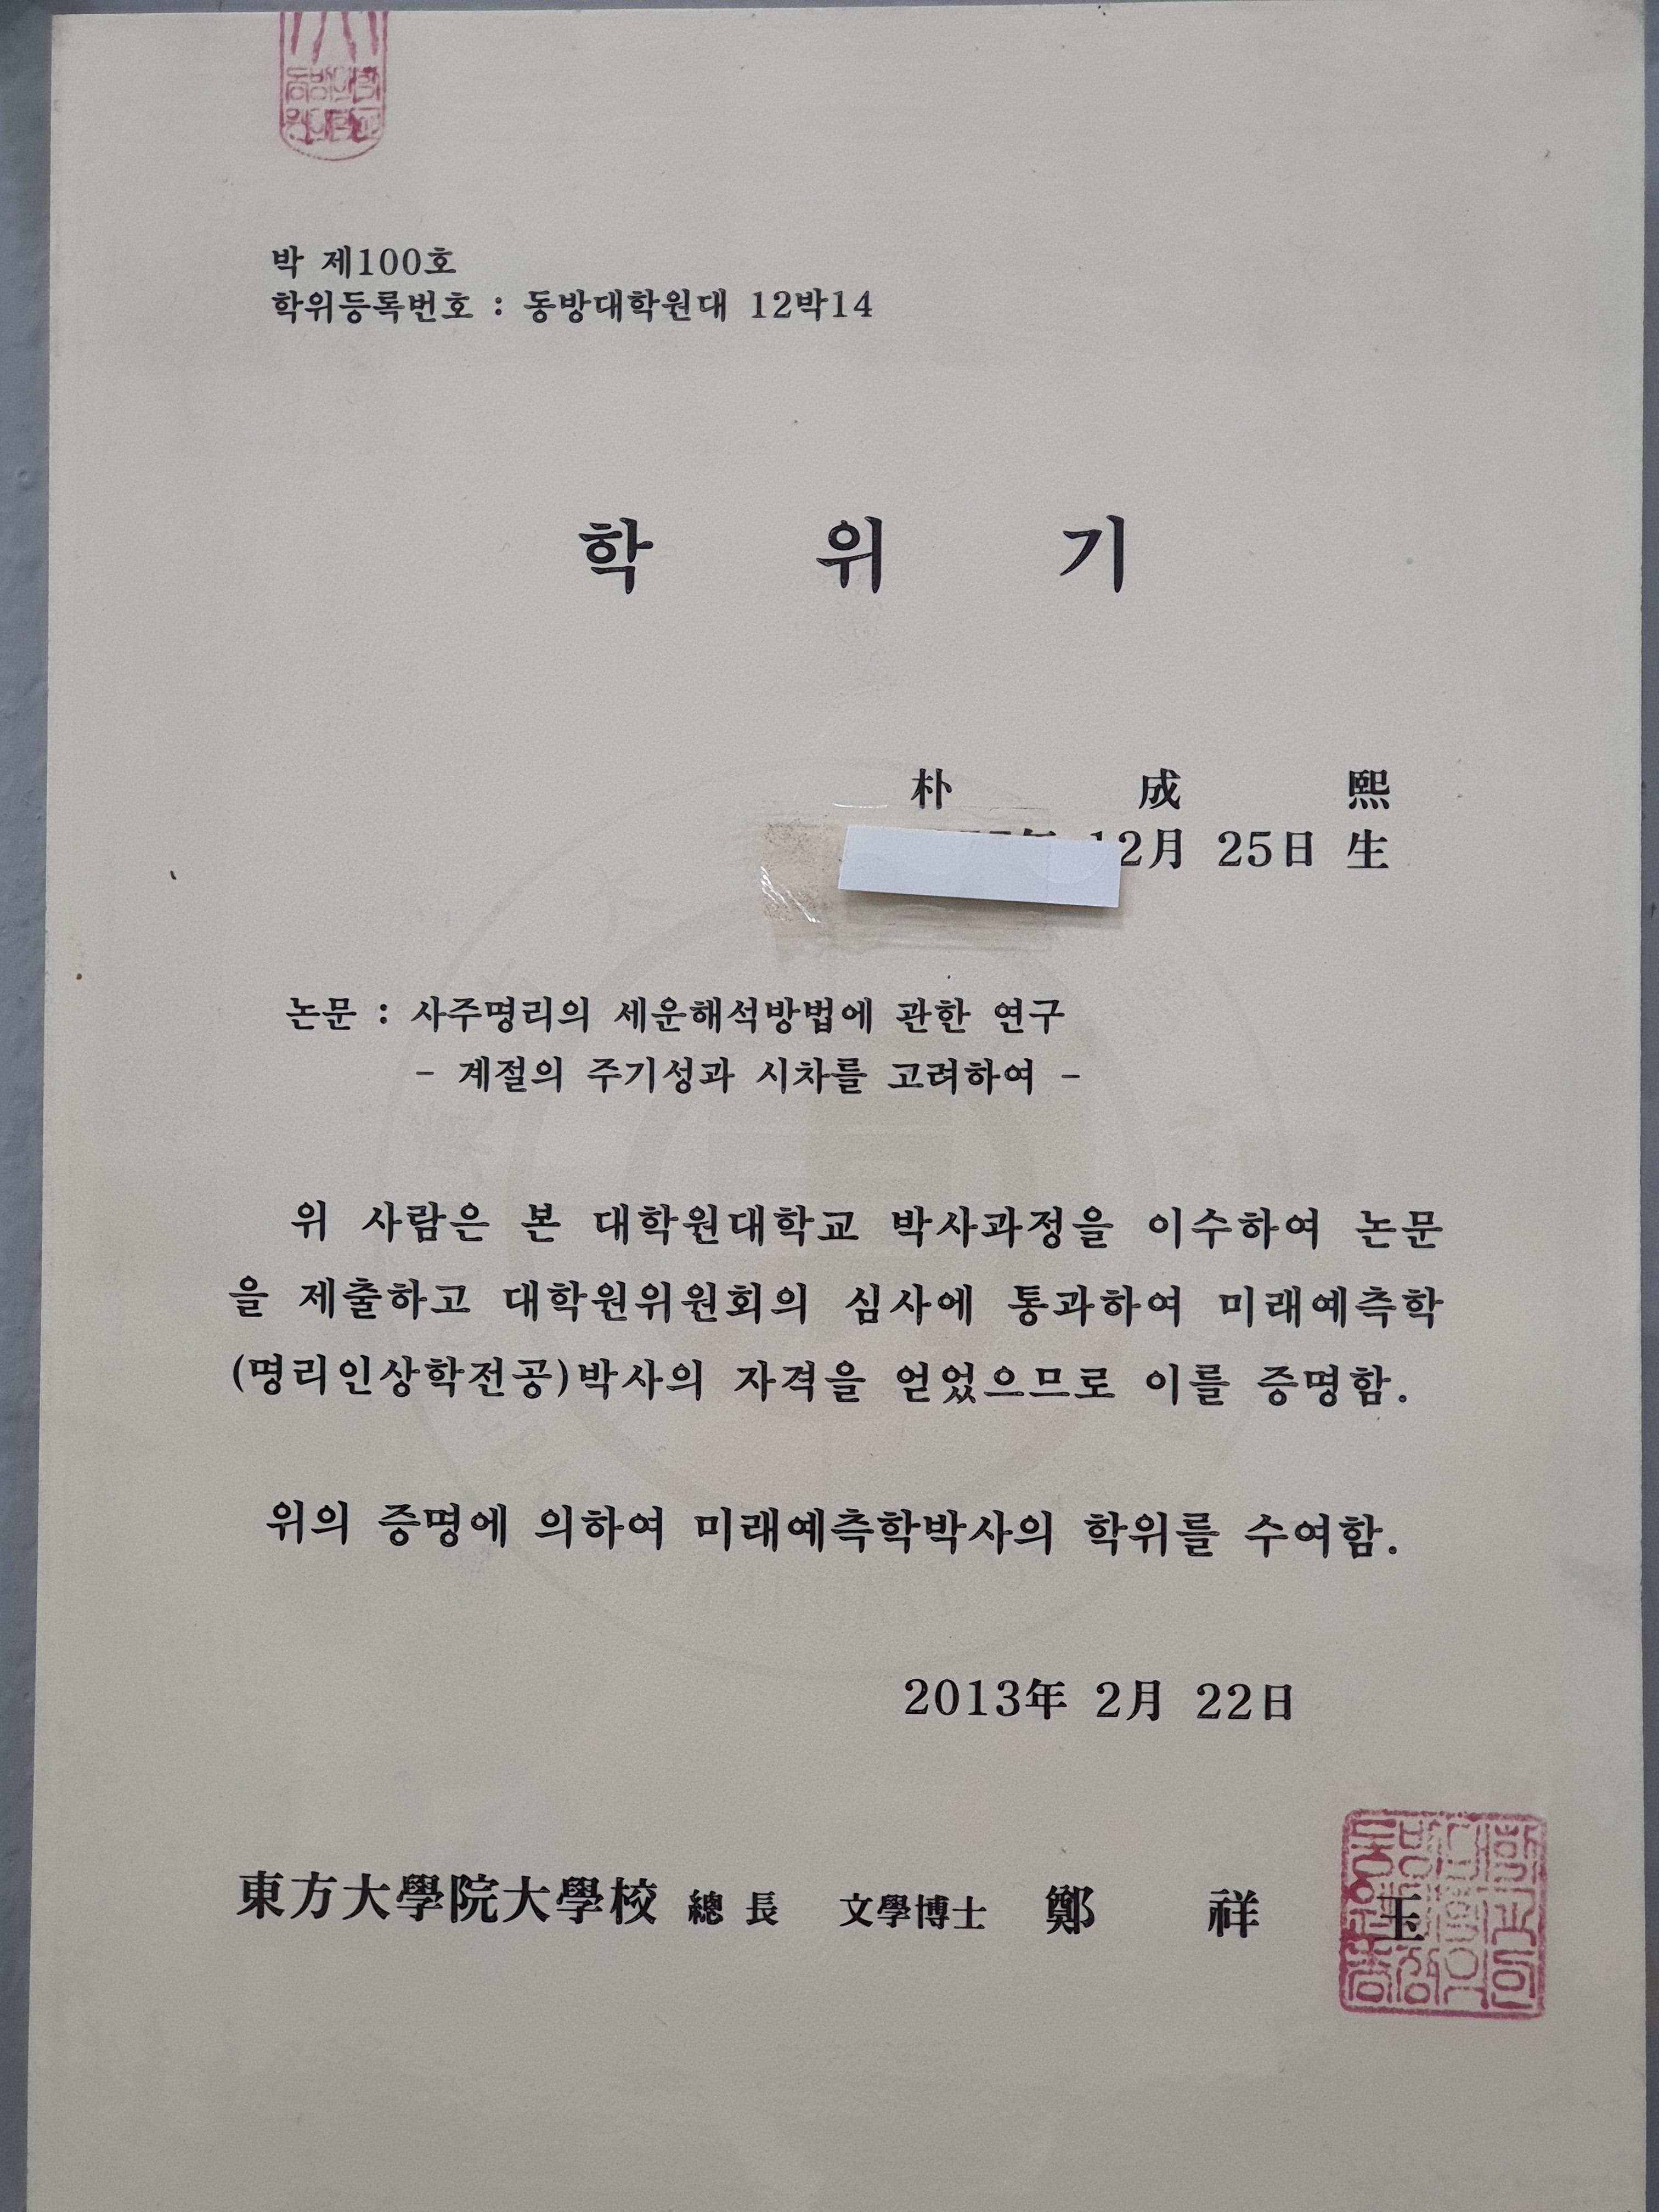 박 제100호
학위등록번호 : 동방대학원대 12박14
학 위 기
朴 成 熙
12月 25日 生
논문 : 사주명리의 세운해석방법에 관한 연구
- 계절의 주기성과 시차를 고려하여 -
위 사람은 본 대학원대학교 박사과정을 이수하여 논문
을 제출하고 대학원위원회의 심사에 통과하여 미래예측학
(명리인상학전공)박사의 자격을 얻었으므로 이를 증명함.
위의 증명에 의하여 미래예측학박사의 학위를 수여함.
2013年 2月 22日
東方大學院大學校 總 長 文學博士 鄭 祥 玉